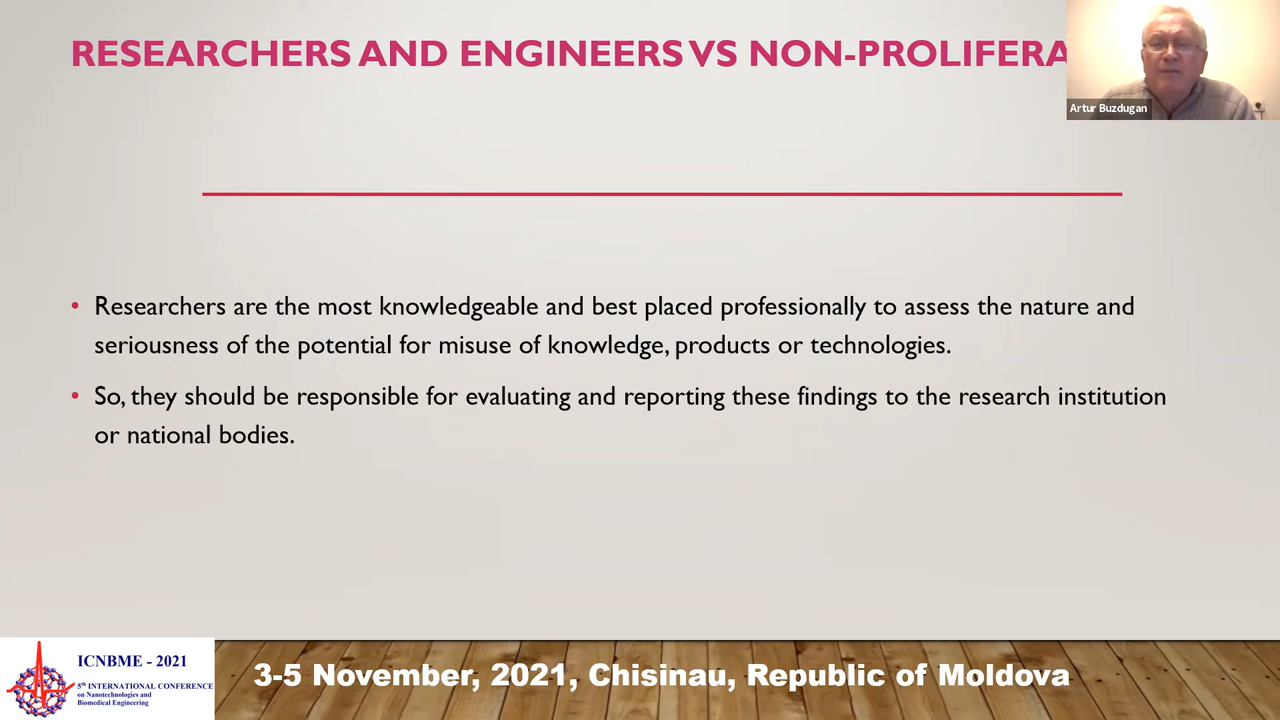 RESEARCHERS AND ENGINEERS VS NON-PROLIFERA
Artur Buzdugan
• Researchers are the most knowledgeable and best placed professionally to assess the nature and
seriousness of the potential for misuse of knowledge, products or technologies.
• So, they should be responsible for evaluating and reporting these findings to the research institution
or national bodies.
ICNBME - 2021
5th INTERNATIONAL CONFERENCE
on Nanotechnologies and
Biomedical Engineering
3-5 November, 2021, Chisinau, Republic of Moldova